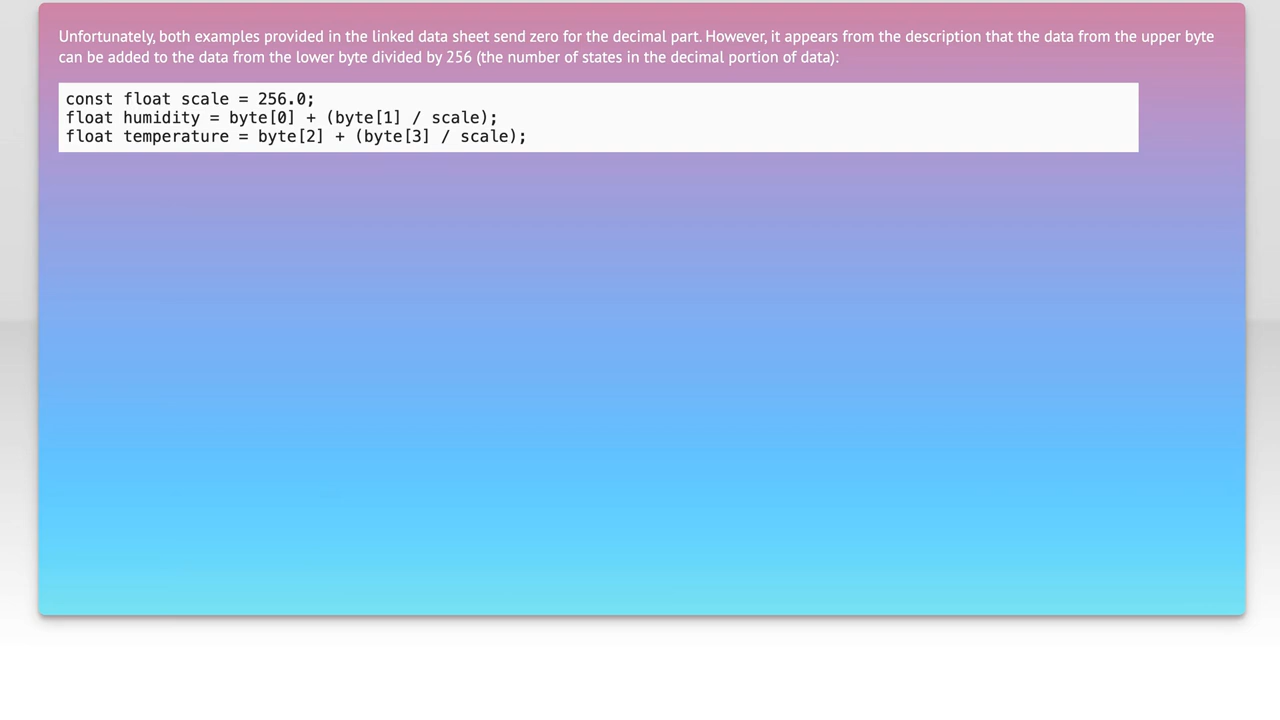 Unfortunately, both examples provided in the linked data sheet send zero for the decimal part. However, it appears from the description that the data from the upper byte
can be added to the data from the lower byte divided by 256 (the number of states in the decimal portion of data):
const float scale = 256.0;
float humidity = byte[0] + (byte[1] / scale);
float temperature = byte[2] + (byte[3] / scale);